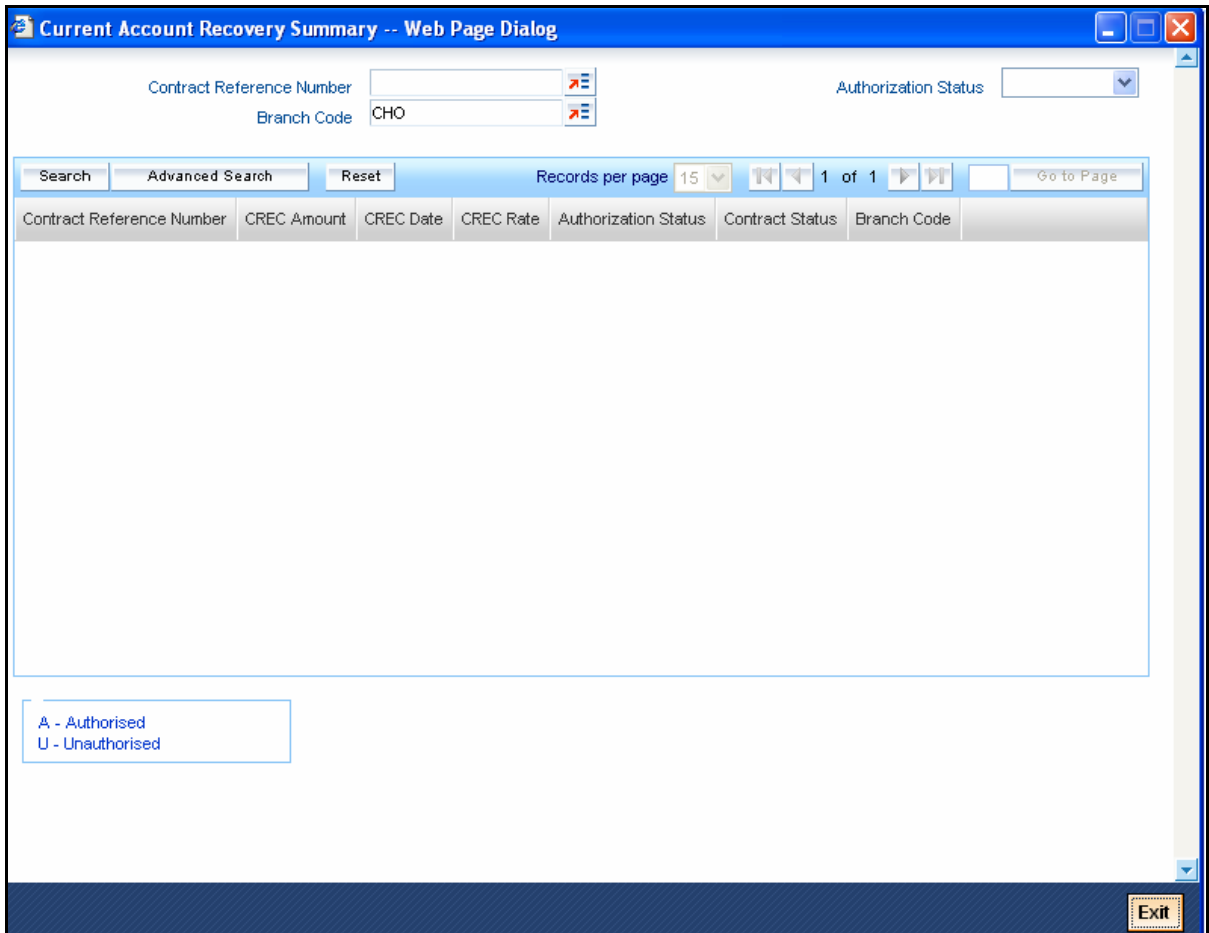 Current Account Recovery Summary -- Web Page Dialog
Contract Reference Number
Authorization Status
Branch Code CHO
Search Advanced Search Reset Records per page 15 1 of 1 Go to Page
Contract Reference Number CREC Amount CREC Date CREC Rate Authorization Status Contract Status Branch Code
A - Authorised
U - Unauthorised
Exit